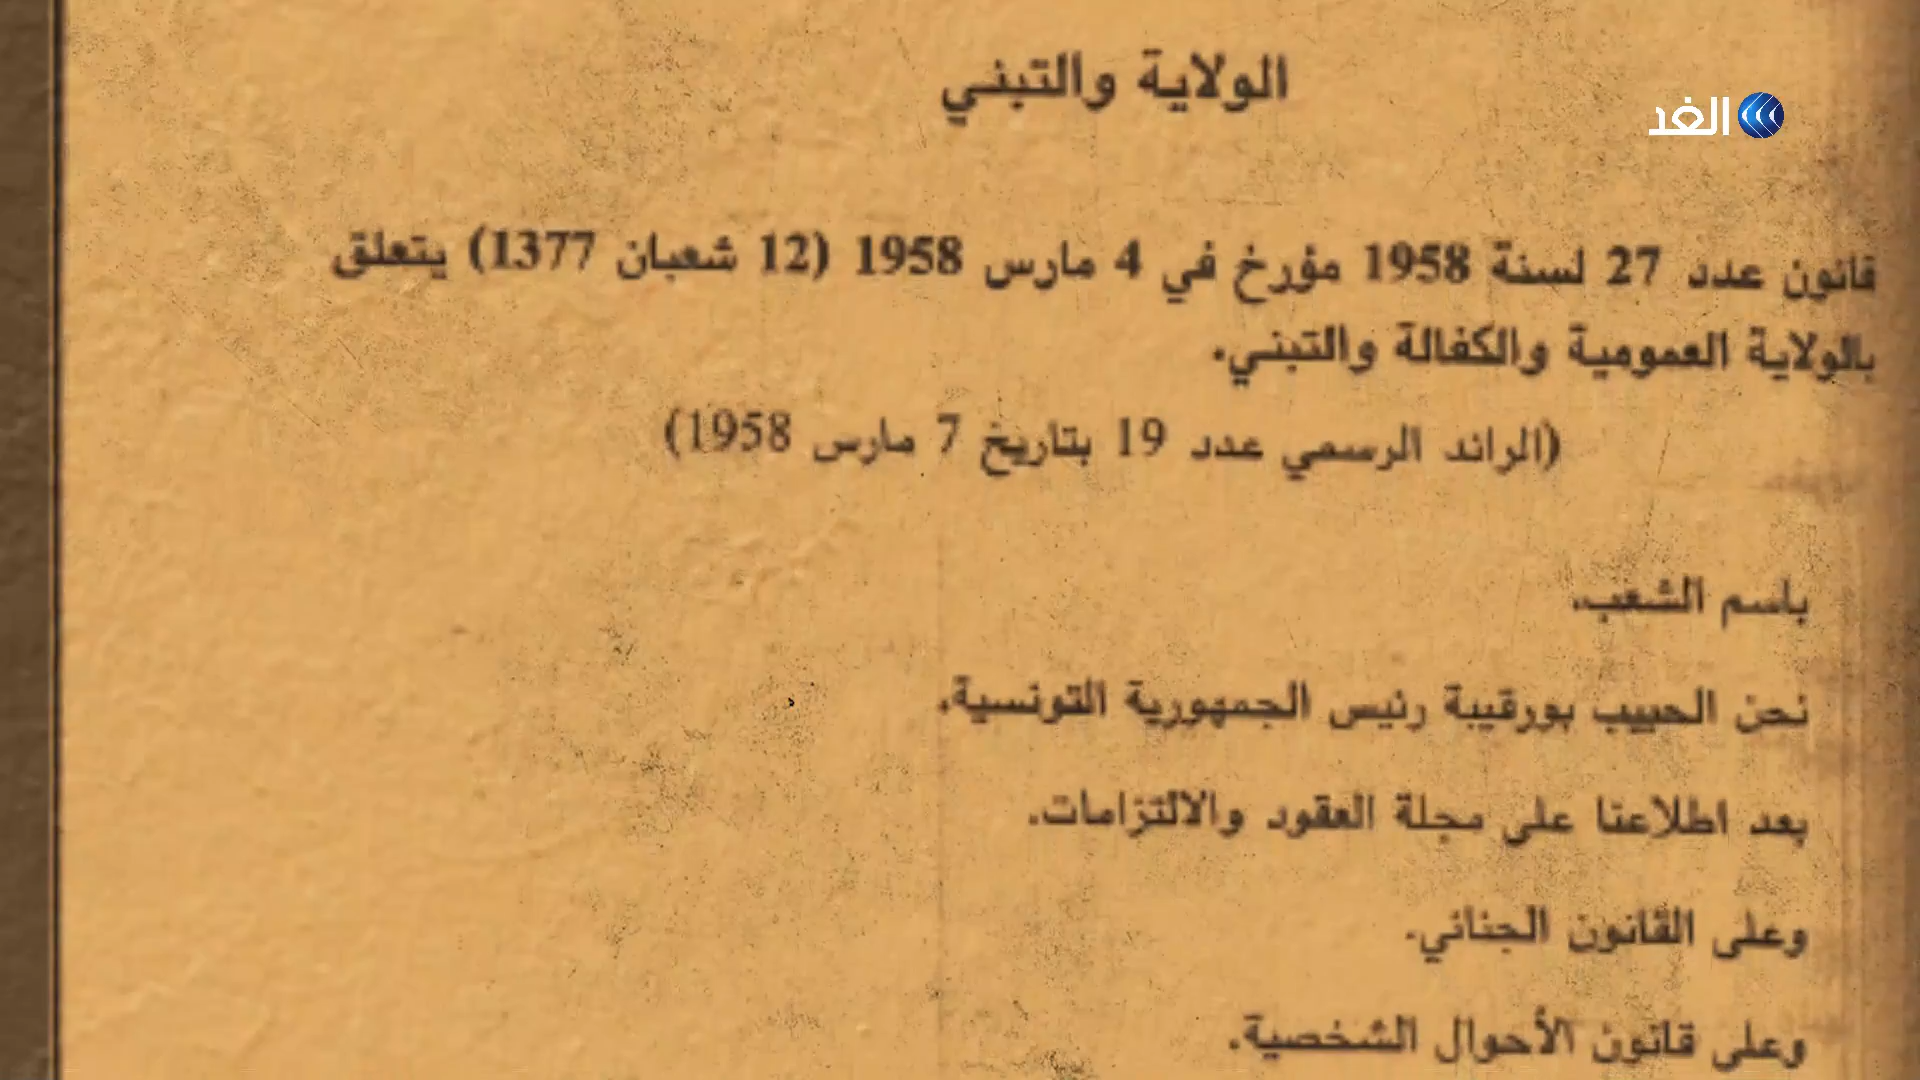 الولاية والتبني
الغد
قانون عدد 27 لسنة 1958 مؤرخ في 4 مارس 1958 (12 شعبان 1377) يتعلق
بالولاية العمومية والكفالة والتبني.
(الرائد الرسمي عدد 19 بتاريخ 7 مارس 1958)
باسم الشعب،
نحن الحبيب بورقيبة رئيس الجمهورية التونسية،
بعد اطلاعنا على مجلة العقود والالتزامات.
وعلى القانون الجنائي.
وعلى قانون الأحوال الشخصية.